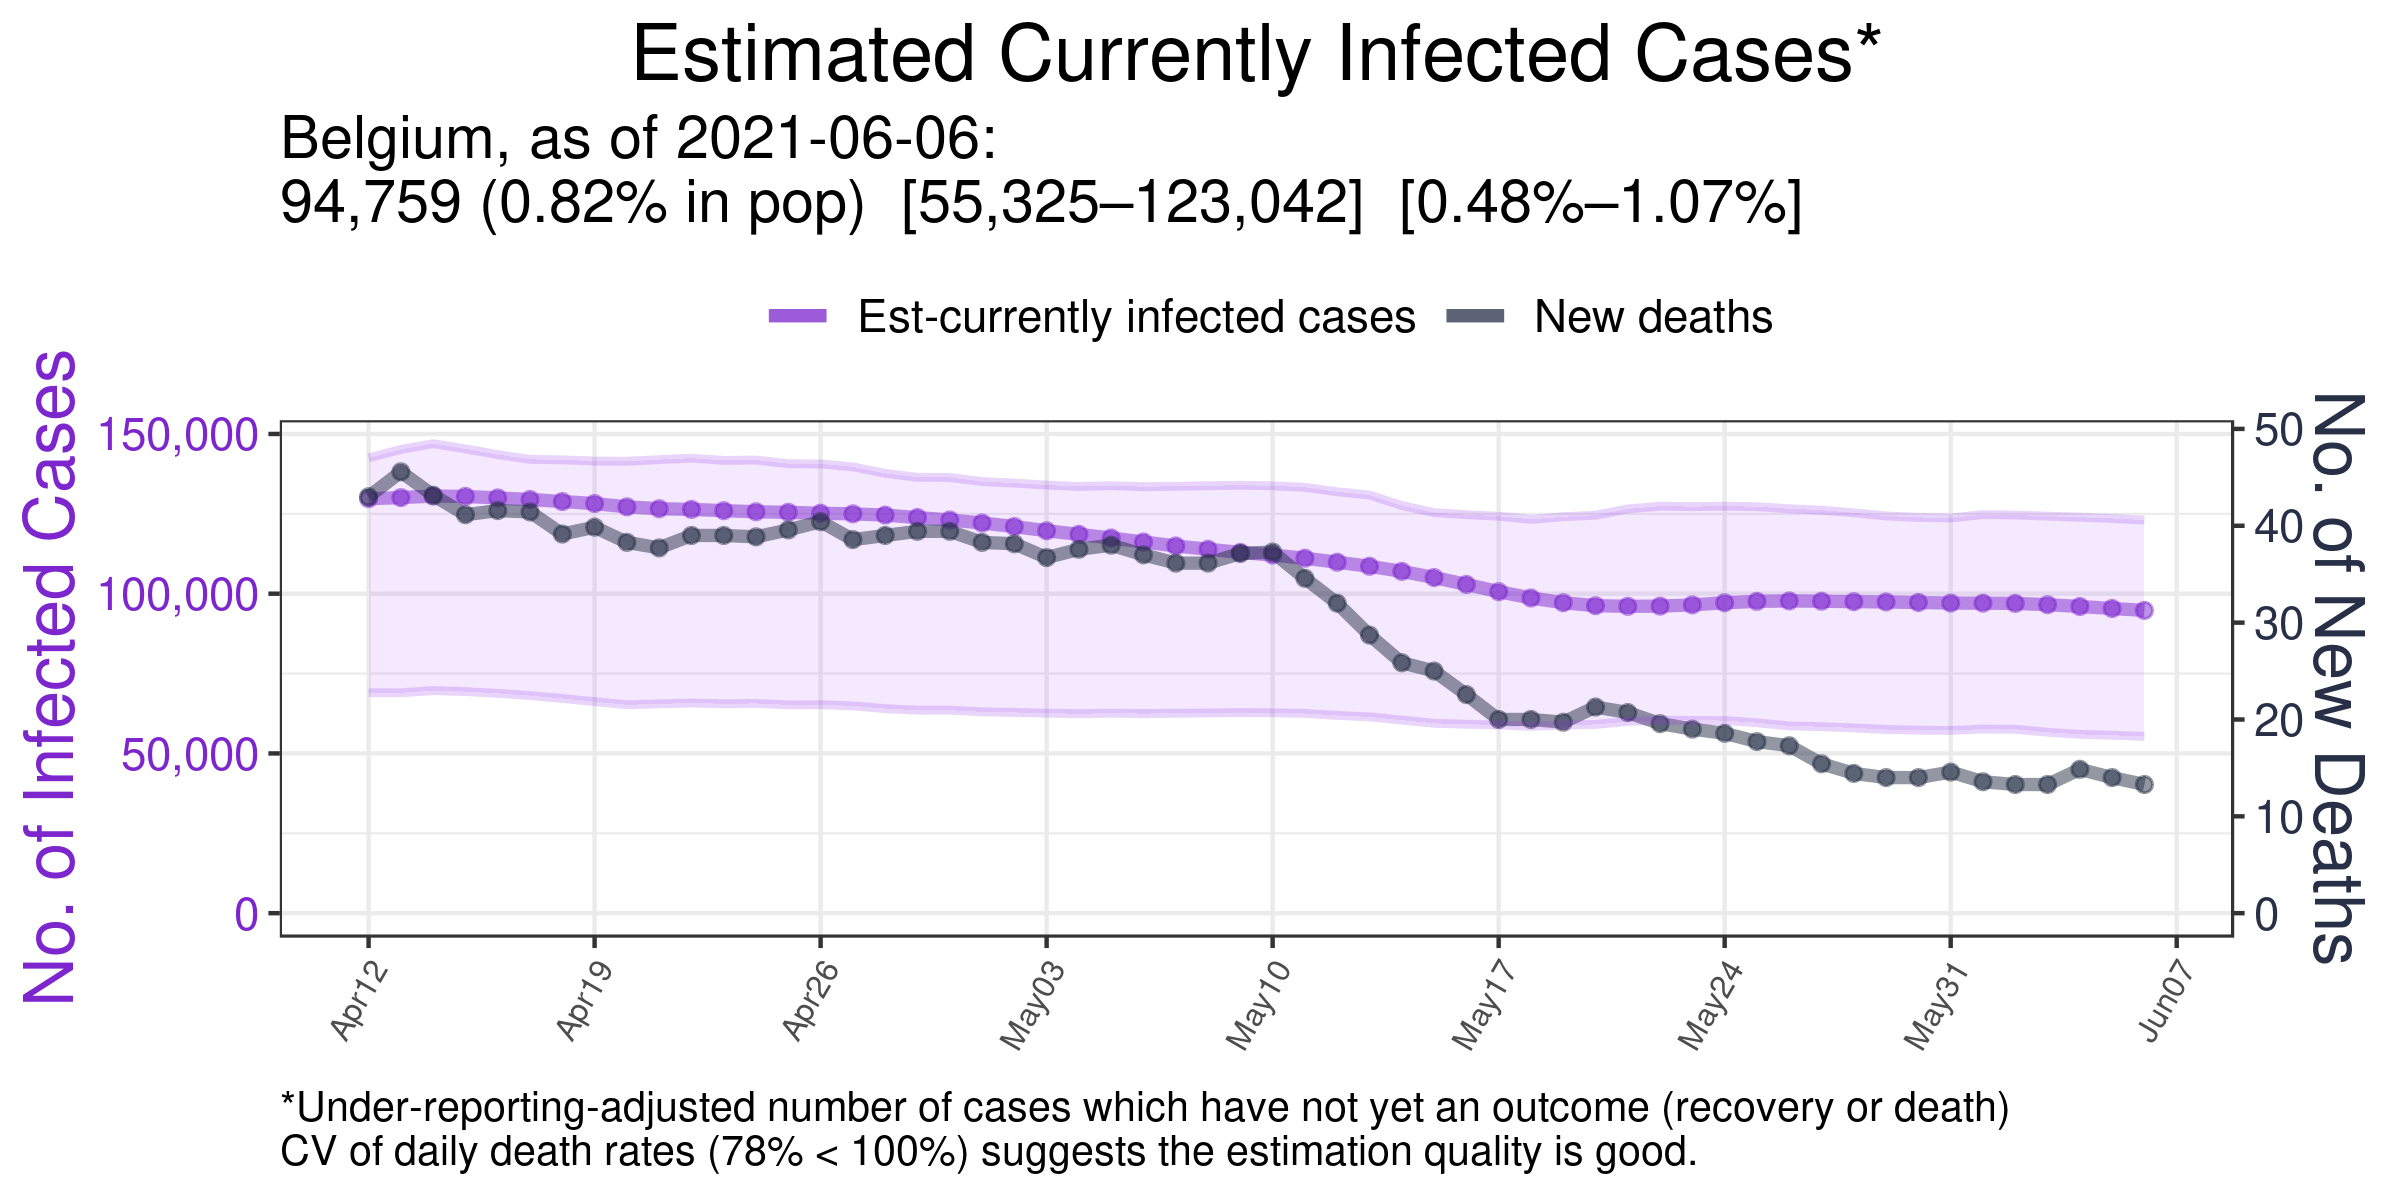 Estimated Currently Infected Cases*
Belgium, as of 2021-06-06:
94,759 (0.82% in pop)  [55,325–123,042]  [0.48%–1.07%]
Est-currently infected cases
New deaths
No. of Infected Cases
150,000
100,000
50,000
0
No. of New Deaths
50
40
30
20
10
0
Apr12
Apr19
Apr26
May03
May10
May17
May24
May31
Jun07
*Under-reporting-adjusted number of cases which have not yet an outcome (recovery or death)
CV of daily death rates (78% < 100%) suggests the estimation quality is good.